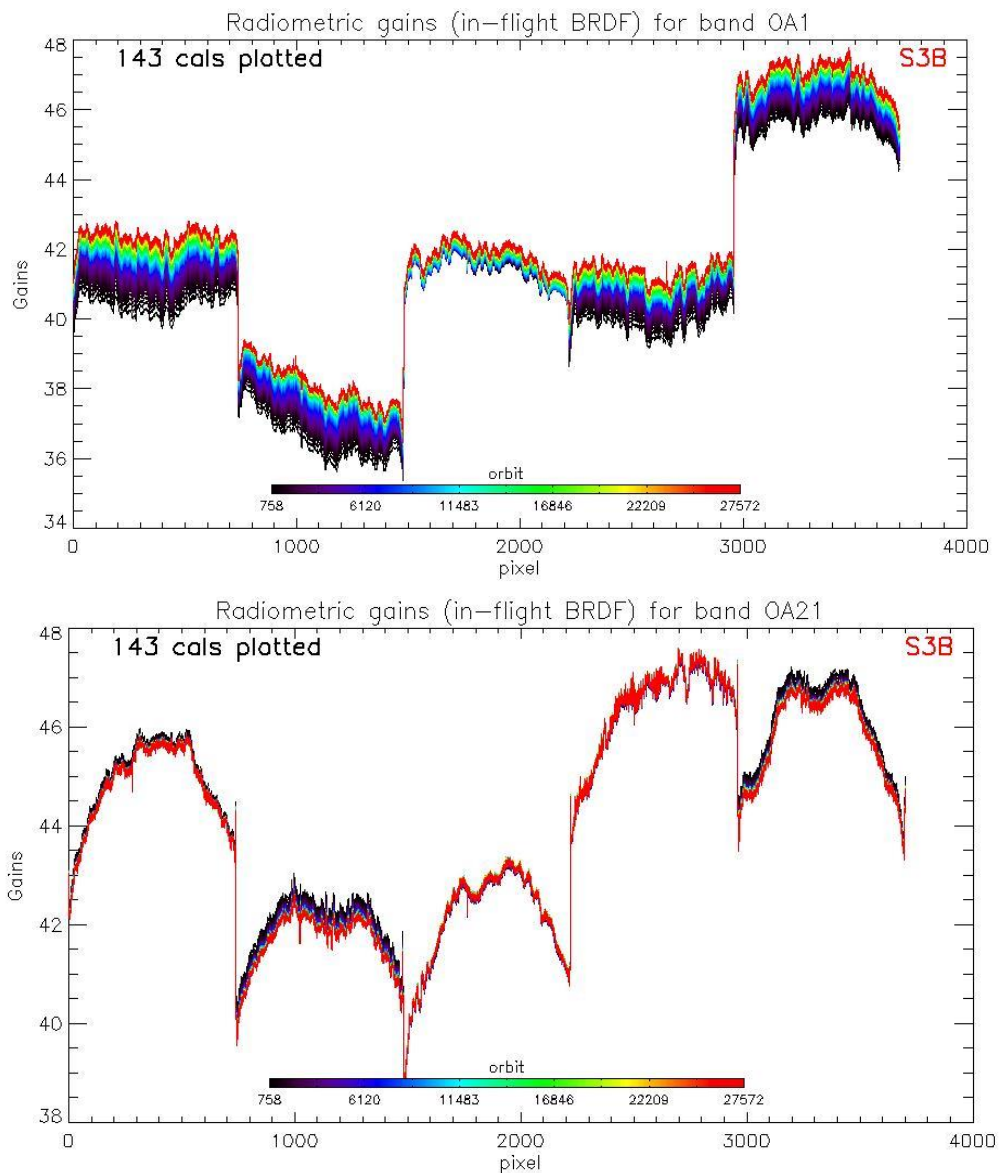 Radiometric gains (in-flight BRDF) for band OA1
143 cals plotted
S3B
48
46
44
42
40
38
36
34
Gains
orbit
758 6120 11483 16846 22209 27572
0 1000 2000 3000 4000
pixel
Radiometric gains (in-flight BRDF) for band OA21
143 cals plotted
S3B
48
46
44
42
40
38
Gains
orbit
758 6120 11483 16846 22209 27572
0 1000 2000 3000 4000
pixel